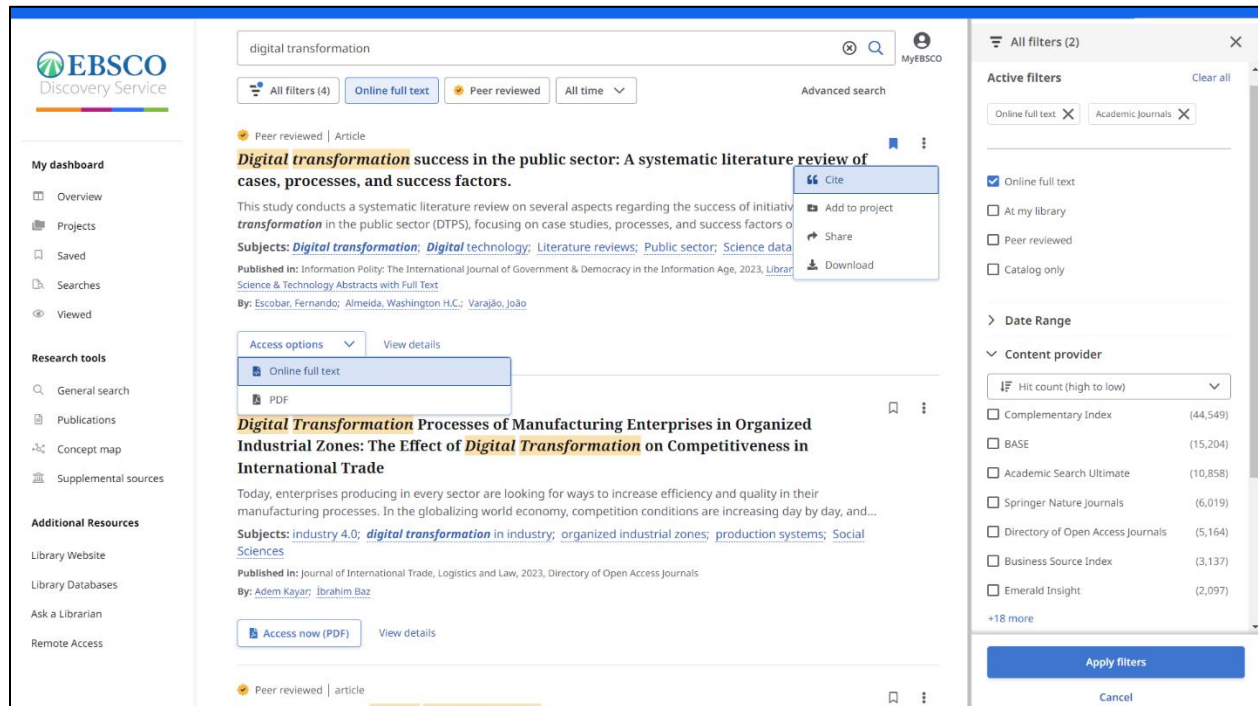 EBSCO
Discovery Service
My dashboard
Overview
Projects
Saved
Searches
Viewed
Research tools
General search
Publications
Concept map
Supplemental sources
Additional Resources
Library Website
Library Databases
Ask a Librarian
Remote Access
digital transformation
MyEBSCO
All filters (4)
Online full text
Peer reviewed
All time
Advanced search
Peer reviewed | Article
Digital transformation success in the public sector: A systematic literature review of
cases, processes, and success factors.
This study conducts a systematic literature review on several aspects regarding the success of initiativ
transformation in the public sector (DTPS), focusing on case studies, processes, and success factors o
Subjects: Digital transformation; Digital technology; Literature reviews; Public sector; Science data
Published in: Information Polity: The International Journal of Government & Democracy in the Information Age, 2023, Librar
Science & Technology Abstracts with Full Text
By: Escobar, Fernando; Almeida, Washington H.C.; Varajão, João
Cite
Add to project
Share
Download
Access options
View details
Online full text
PDF
Digital Transformation Processes of Manufacturing Enterprises in Organized
Industrial Zones: The Effect of Digital Transformation on Competitiveness in
International Trade
Today, enterprises producing in every sector are looking for ways to increase efficiency and quality in their
manufacturing processes. In the globalizing world economy, competition conditions are increasing day by day, and...
Subjects: industry 4.0; digital transformation in industry; organized industrial zones; production systems; Social
Sciences
Published in: Journal of International Trade, Logistics and Law, 2023, Directory of Open Access Journals
By: Adem Kayar; İbrahim Baz
Access now (PDF)
View details
Peer reviewed | article
All filters (2)
Active filters
Clear all
Online full text
Academic Journals
Online full text
At my library
Peer reviewed
Catalog only
Date Range
Content provider
Hit count (high to low)
Complementary Index (44,549)
BASE (15,204)
Academic Search Ultimate (10,858)
Springer Nature Journals (6,019)
Directory of Open Access Journals (5,164)
Business Source Index (3,137)
Emerald Insight (2,097)
+18 more
Apply filters
Cancel